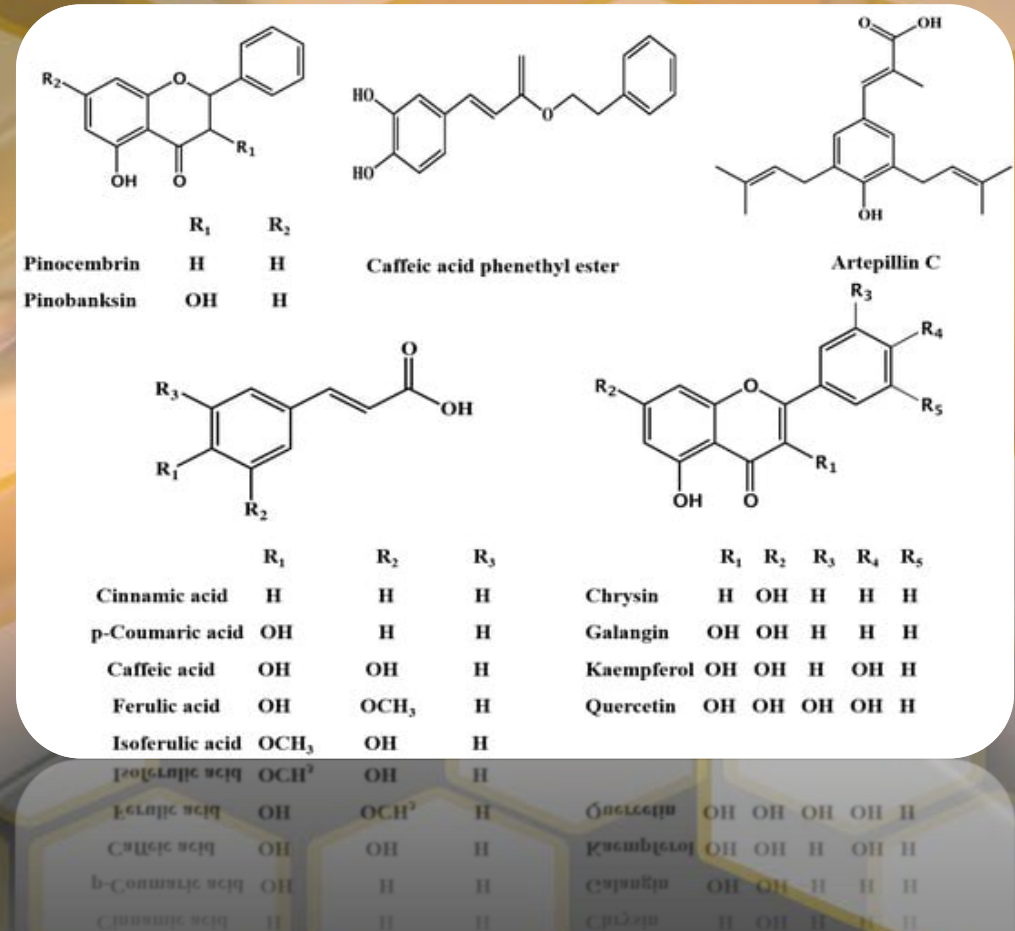 R₂ O R₁ OH O
R₁ R₂
Pinocembrin H H
Pinobanksin OH H
HO HO O
Caffeic acid phenethyl ester
O OH OH
Artepillin C
R₃ R₁ R₂ O OH
R₁ R₂ R₃
Cinnamic acid H H H
p-Coumaric acid OH H H
Caffeic acid OH OH H
Ferulic acid OH OCH₃ H
Isoferulic acid OCH₃ OH H
R₃ R₄ R₅ R₂ O R₁ OH O
R₁ R₂ R₃ R₄ R₅
Chrysin H OH H H H
Galangin OH OH H H H
Kaempferol OH OH H OH H
Quercetin OH OH OH OH H